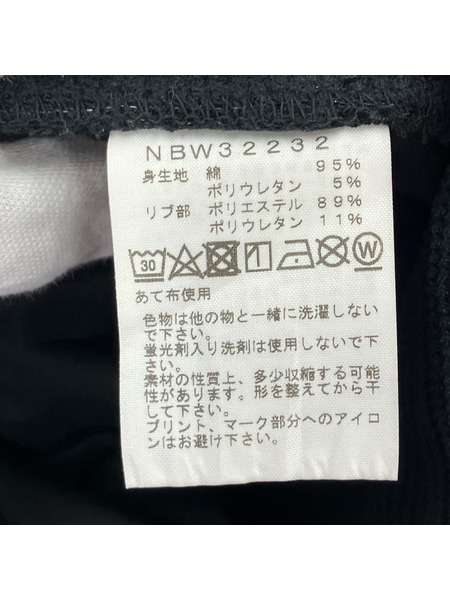 NBW32232
身生地 綿 95%
ポリウレタン 5%
リブ部 ポリエステル 89%
ポリウレタン 11%
30 W
あて布使用
色物は他の物と一緒に洗濯しない
で下さい。
蛍光剤入り洗剤は使用しないで下
さい。
素材の性質上、多少収縮する可能
性があります。形を整えてから干
して下さい。
プリント、マーク部分へのアイロ
ンはお避け下さい。